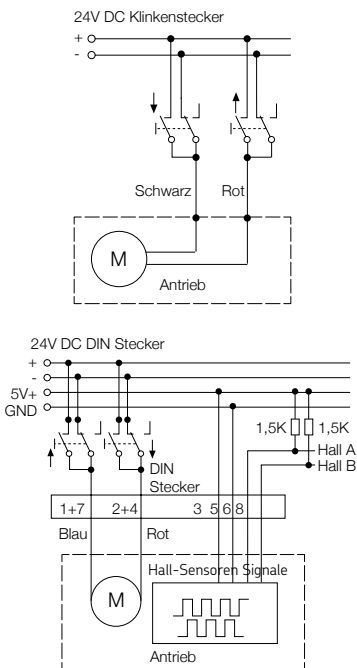 24V DC Klinkenstecker
+
-
Schwarz Rot
M
Antrieb
24V DC DIN Stecker
+
-
5V+
GND
1,5K 1,5K
Hall A
Hall B
DIN
Stecker
1+7 2+4 3 5 6 8
Blau Rot
Hall-Sensoren Signale
M
Antrieb